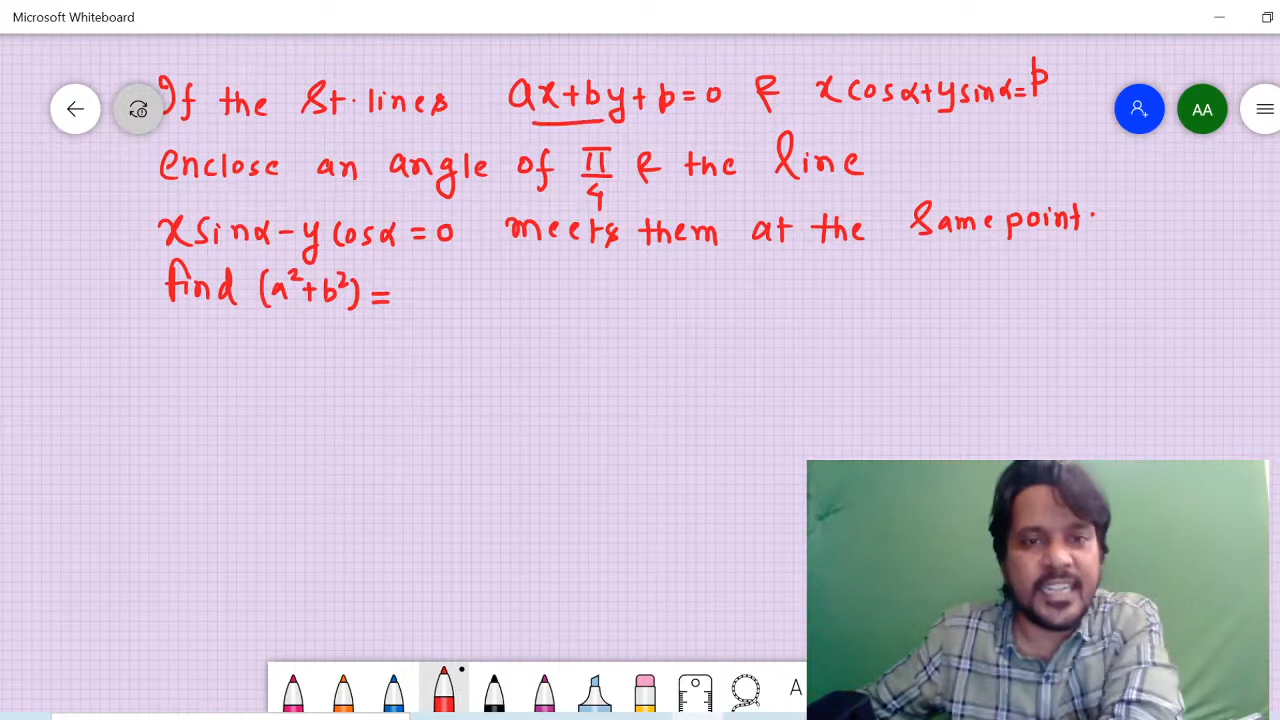 Microsoft Whiteboard
If the St. lines ax+by+p=0 & x cosα+y sinα=p
AA
enclose an angle of π/4 & the line
x sinα-y cosα=0 meets them at the same point.
find (a²+b²)=
A